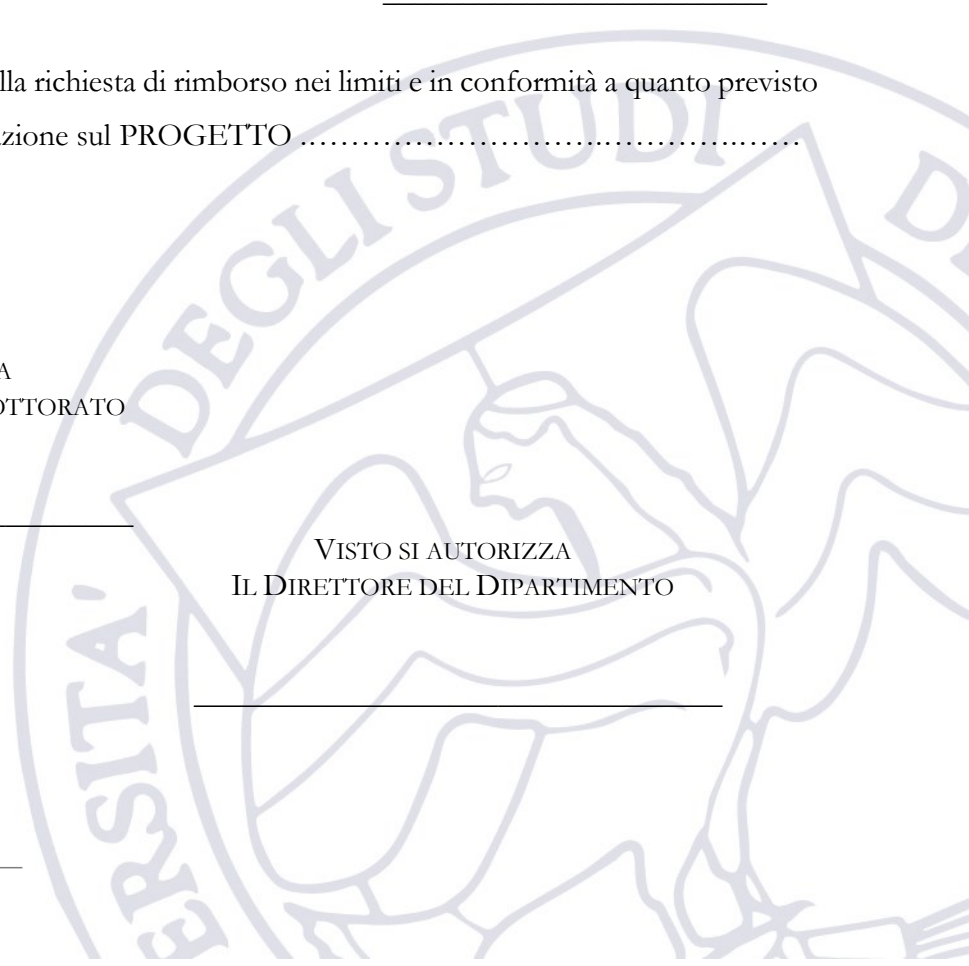 lla richiesta di rimborso nei limiti e in conformità a quanto previsto
zione sul PROGETTO ……………………………………………
A
OTTORATO
VISTO SI AUTORIZZA
IL DIRETTORE DEL DIPARTIMENTO
ERSITA' DEGLI STUDI D